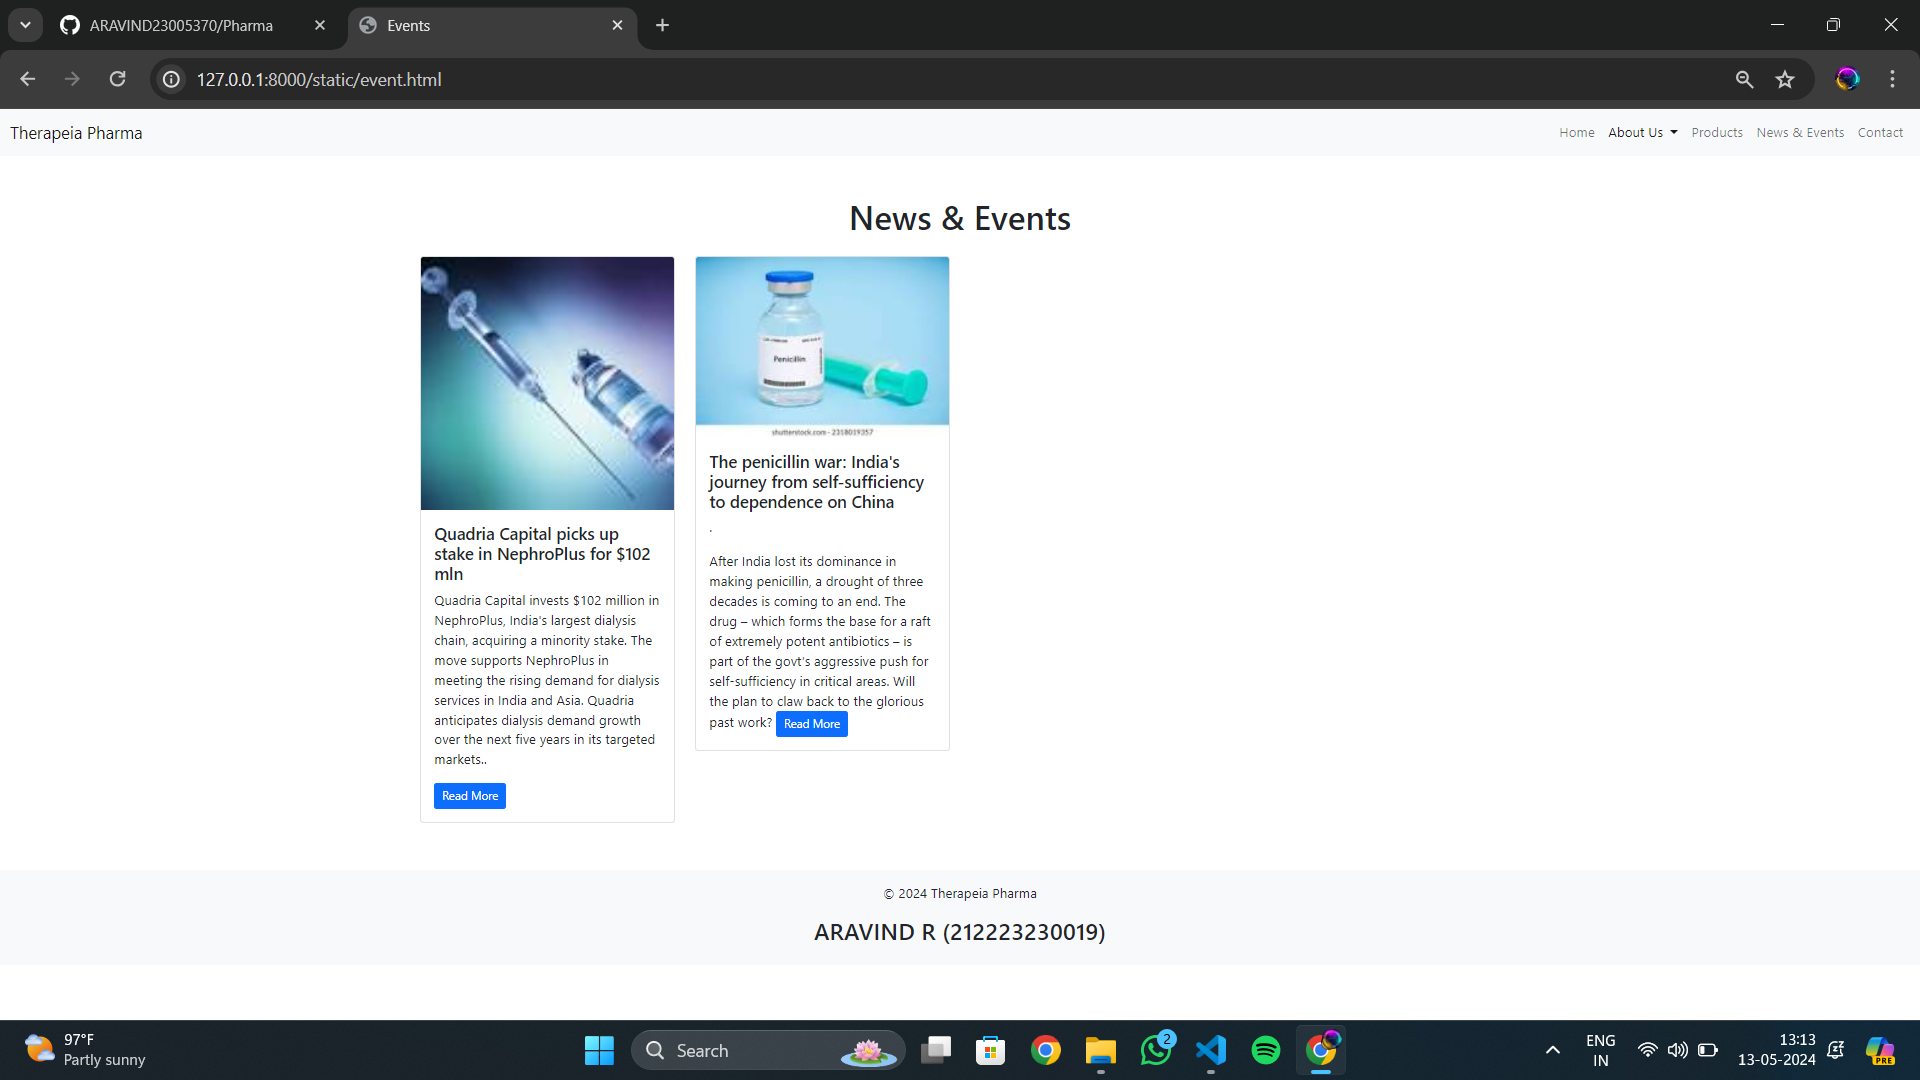 ARAVIND23005370/Pharma
Events
127.0.0.1:8000/static/event.html
Therapeia Pharma
Home
About Us
Products
News & Events
Contact
News & Events
Quadria Capital picks up
stake in NephroPlus for $102
mln
Quadria Capital invests $102 million in
NephroPlus, India's largest dialysis
chain, acquiring a minority stake. The
move supports NephroPlus in
meeting the rising demand for dialysis
services in India and Asia. Quadria
anticipates dialysis demand growth
over the next five years in its targeted
markets..
Read More
Penicillin
shutterstock.com · 2318019357
The penicillin war: India's
journey from self-sufficiency
to dependence on China
.
After India lost its dominance in
making penicillin, a drought of three
decades is coming to an end. The
drug – which forms the base for a raft
of extremely potent antibiotics – is
part of the govt's aggressive push for
self-sufficiency in critical areas. Will
the plan to claw back to the glorious
past work? Read More
© 2024 Therapeia Pharma
ARAVIND R (212223230019)
97°F
Partly sunny
Search
2
ENG
IN
13:13
13-05-2024
PRE